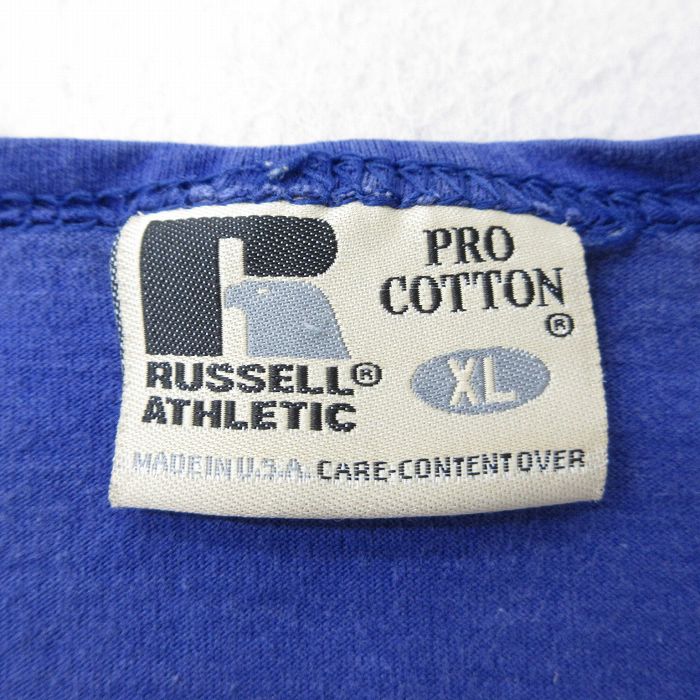 PRO
COTTON®
XL
RUSSELL®
ATHLETIC
MADE IN U.S.A. CARE-CONTENT OVER